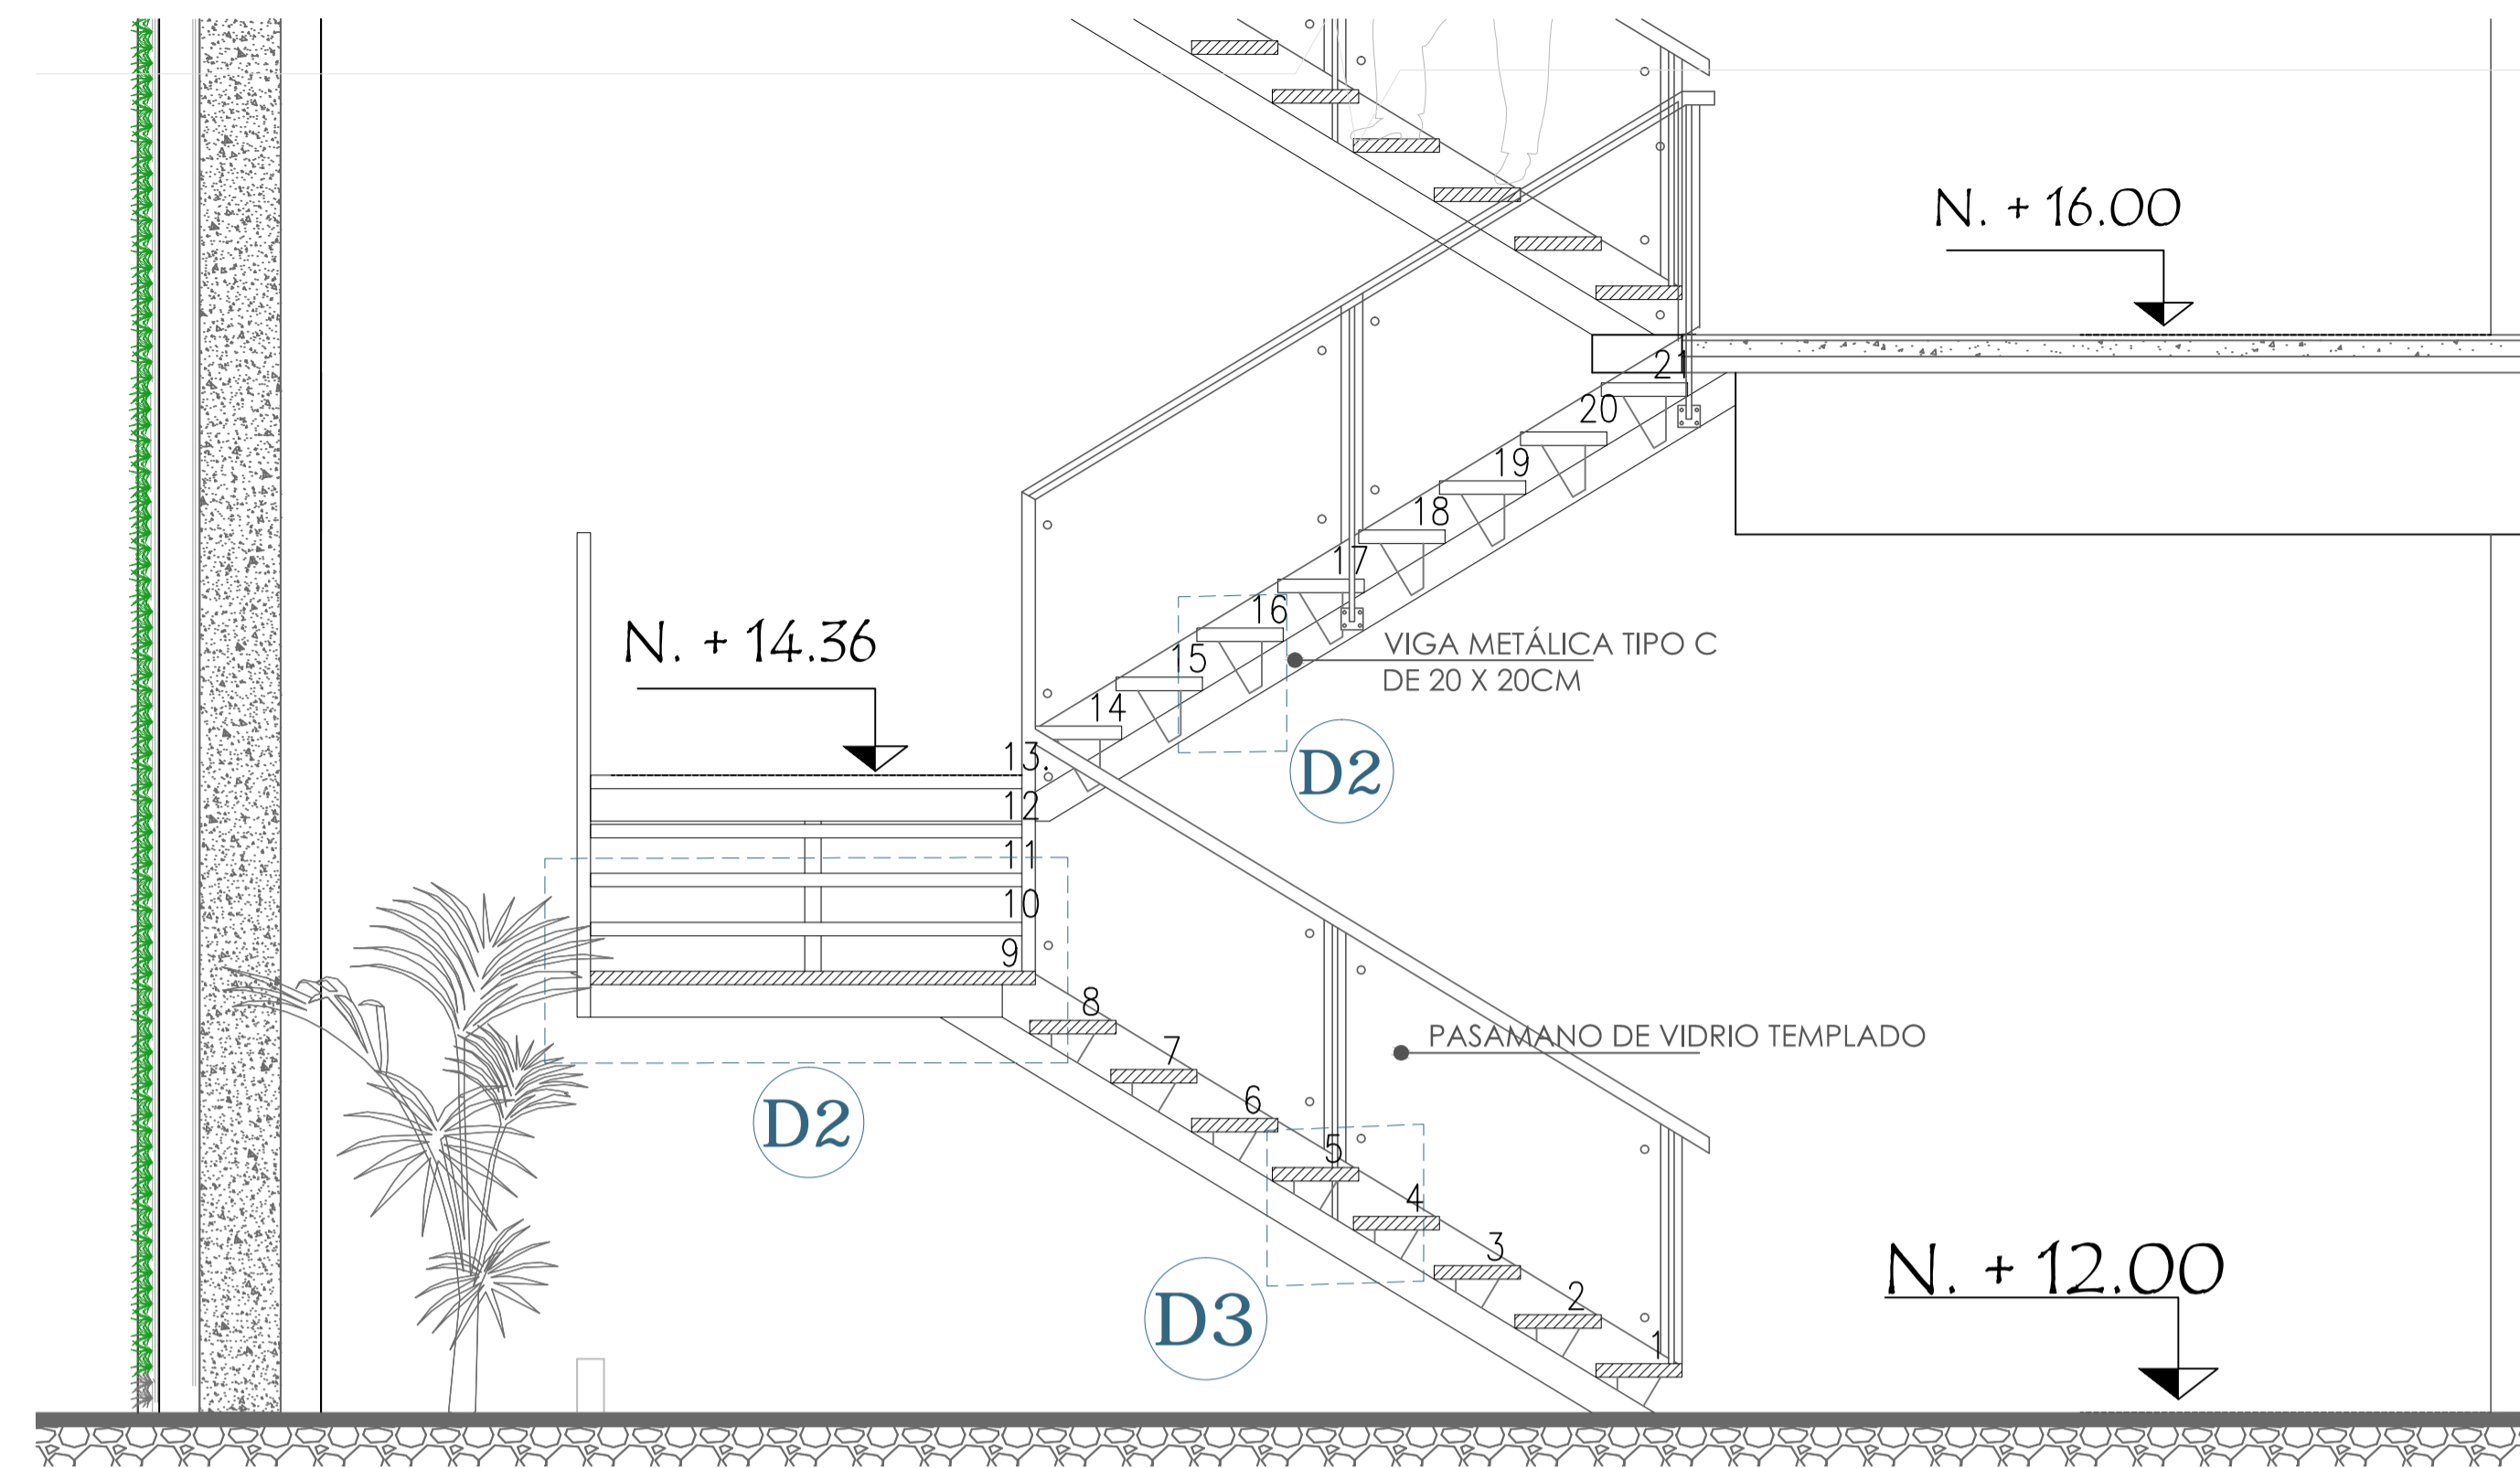 N. + 16.00
21
20
19
18
17
16
N. + 14.36
VIGA METÁLICA TIPO C
15
DE 20 X 20CM
14
13.
D2
12
11
10
9
8
PASAMANO DE VIDRIO TEMPLADO
7
6
D2
5
4
3
N. + 12.00
2
D3
1